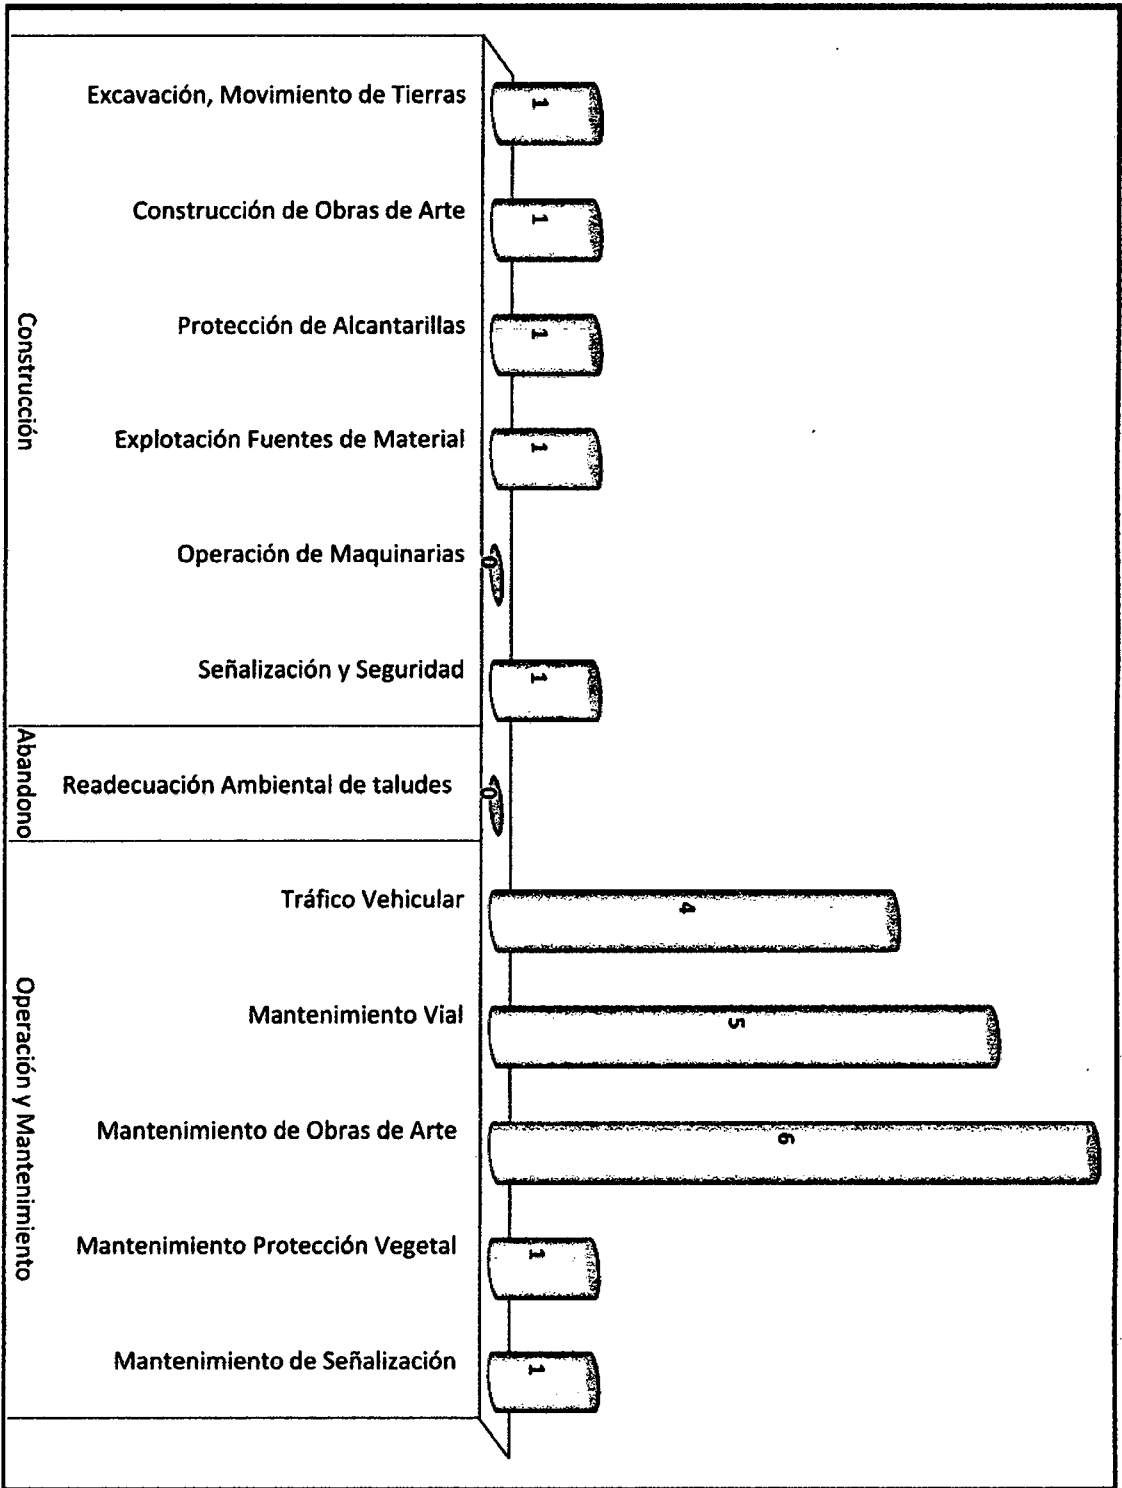 Excavación, Movimiento de Tierras
1
Construcción de Obras de Arte
1
Protección de Alcantarillas
1
Explotación Fuentes de Material
1
Operación de Maquinarias
0
Señalización y Seguridad
1
Construcción
Readecuación Ambiental de taludes
0
Abandono
Tráfico Vehicular
4
Mantenimiento Vial
5
Mantenimiento de Obras de Arte
6
Mantenimiento Protección Vegetal
1
Mantenimiento de Señalización
1
Operación y Mantenimiento